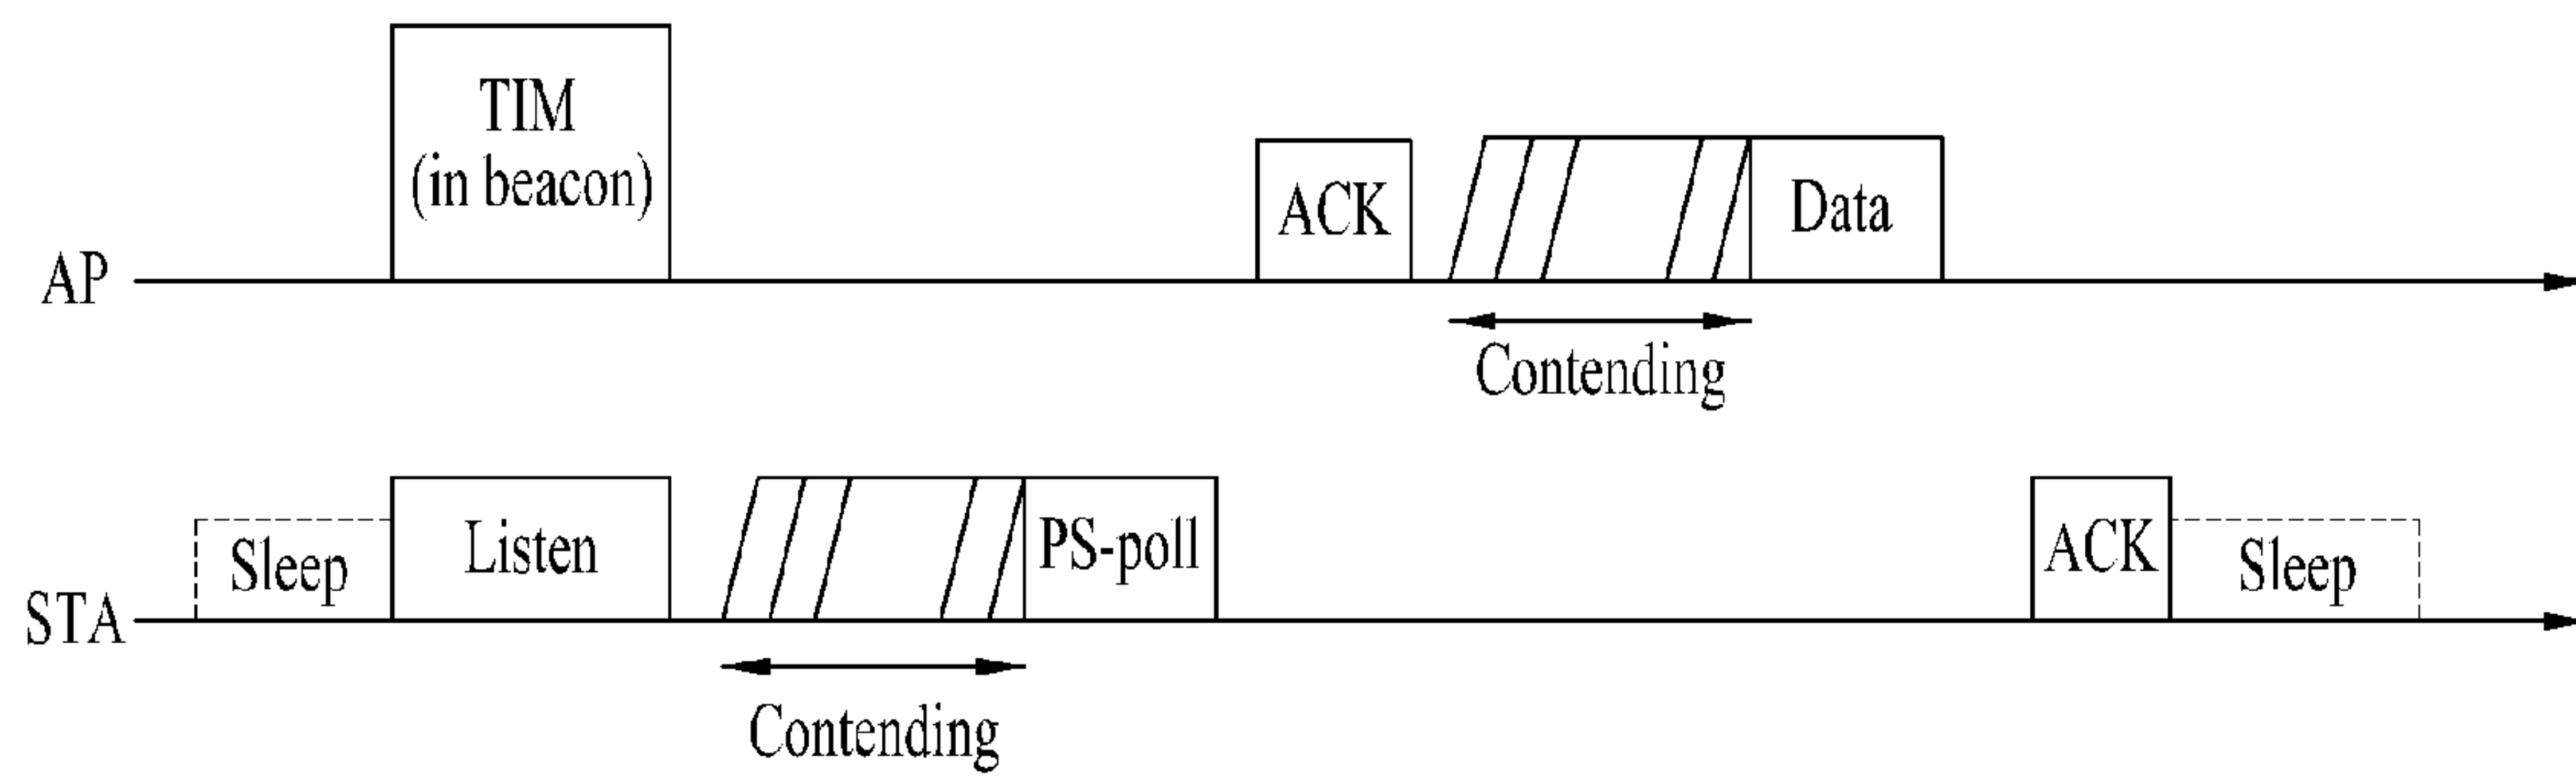 TIM
(in beacon)
ACK
Data
AP
Contending
Sleep
Listen
PS-poll
ACK
Sleep
STA
Contending